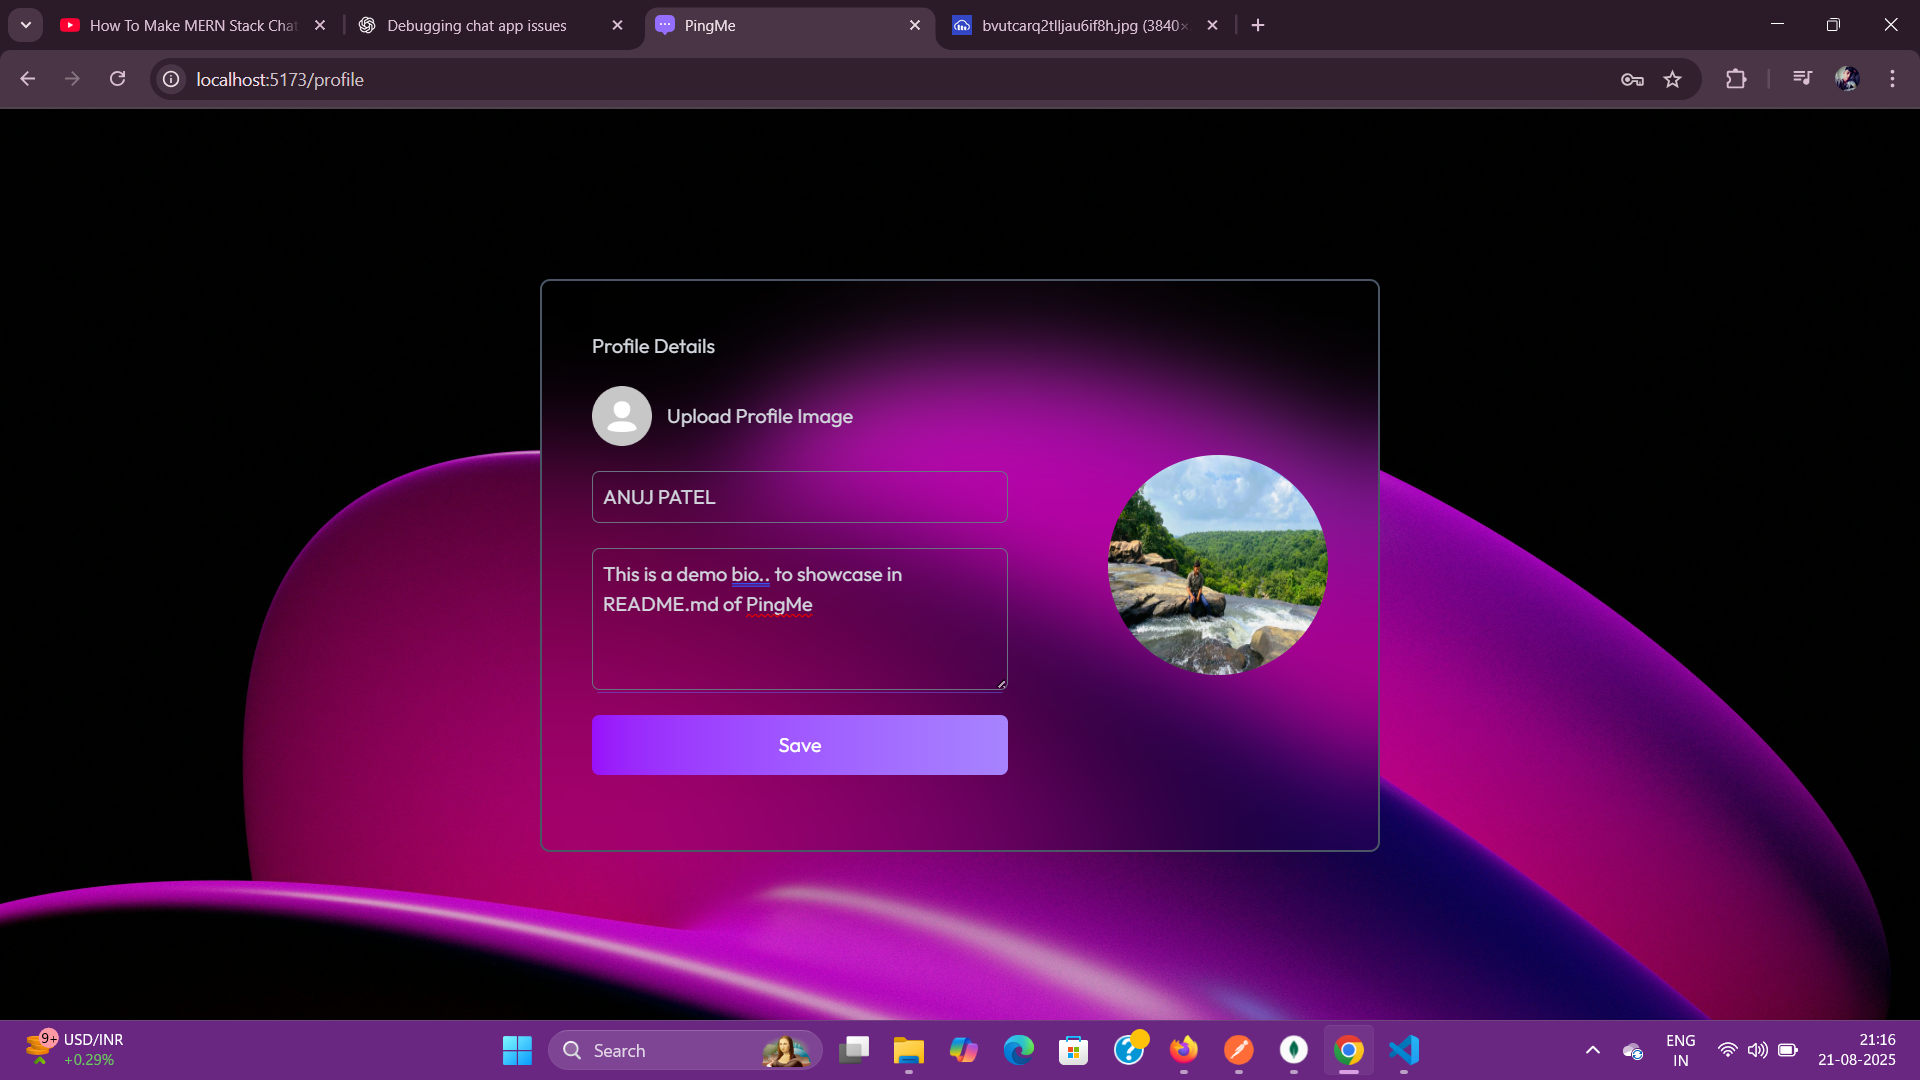 How To Make MERN Stack Chat
Debugging chat app issues
PingMe
bvutcarq2tlljau6if8h.jpg (3840×
localhost:5173/profile
Profile Details
Upload Profile Image
ANUJ PATEL
This is a demo bio.. to showcase in
README.md of PingMe
Save
9+
USD/INR
+0.29%
Search
ENG
IN
21:16
21-08-2025